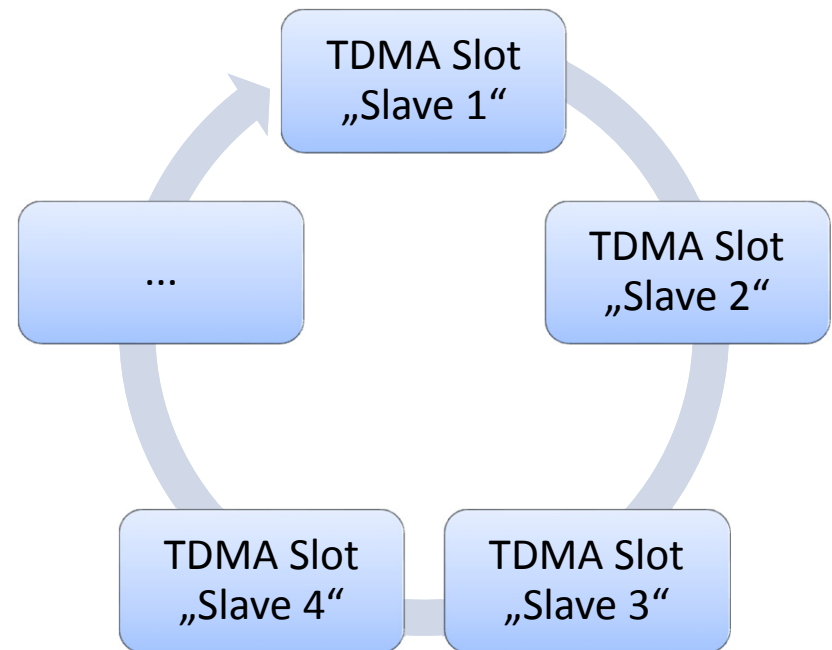 TDMA Slot
„Slave 1“
TDMA Slot
„Slave 2“
TDMA Slot
„Slave 3“
TDMA Slot
„Slave 4“
...